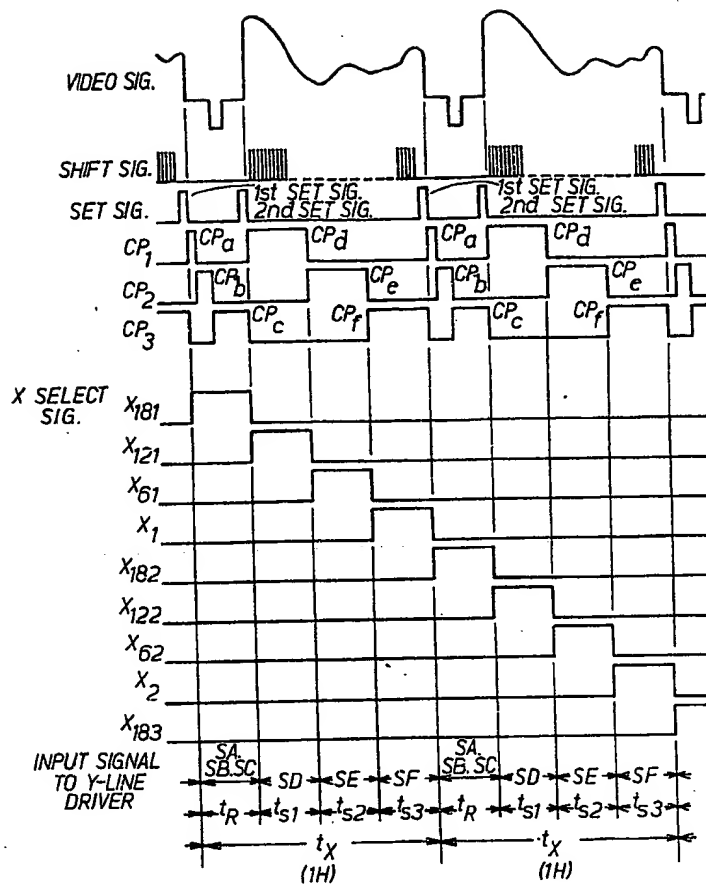 VIDEO SIG.
SHIFT SIG.
1st SET SIG. 1st SET SIG.
SET SIG. 2nd SET SIG. 2nd SET SIG.
CP1 CPa CPd CPa CPd
CP2 CPb CPe CPb CPe
CP3 CPc CPf CPc CPf
X SELECT
SIG.
X181
X121
X61
X1
X182
X122
X62
X2
X183
INPUT SIGNAL
TO Y-LINE
DRIVER
SA. SA.
SB.SC SD SE SF SB.SC SD SE SF
tR tS1 tS2 tS3 tR tS1 tS2 tS3
tX tX
(1H) (1H)